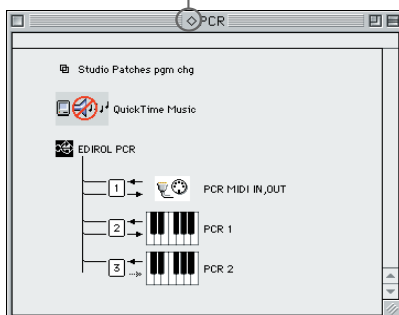 PCR
Studio Patches pgm chg
QuickTime Music
EDIROL PCR
1
PCR MIDI IN,OUT
2
PCR 1
3
PCR 2